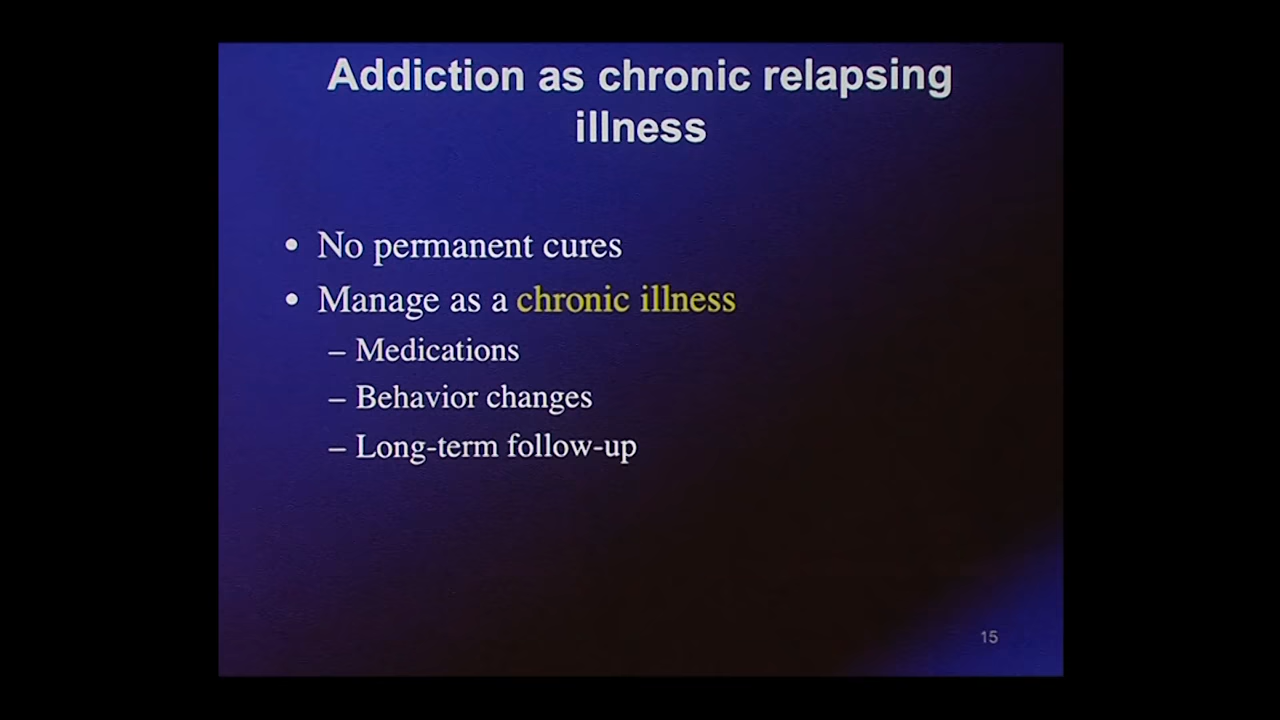 Addiction as chronic relapsing
illness
• No permanent cures
• Manage as a chronic illness
– Medications
– Behavior changes
– Long-term follow-up
15